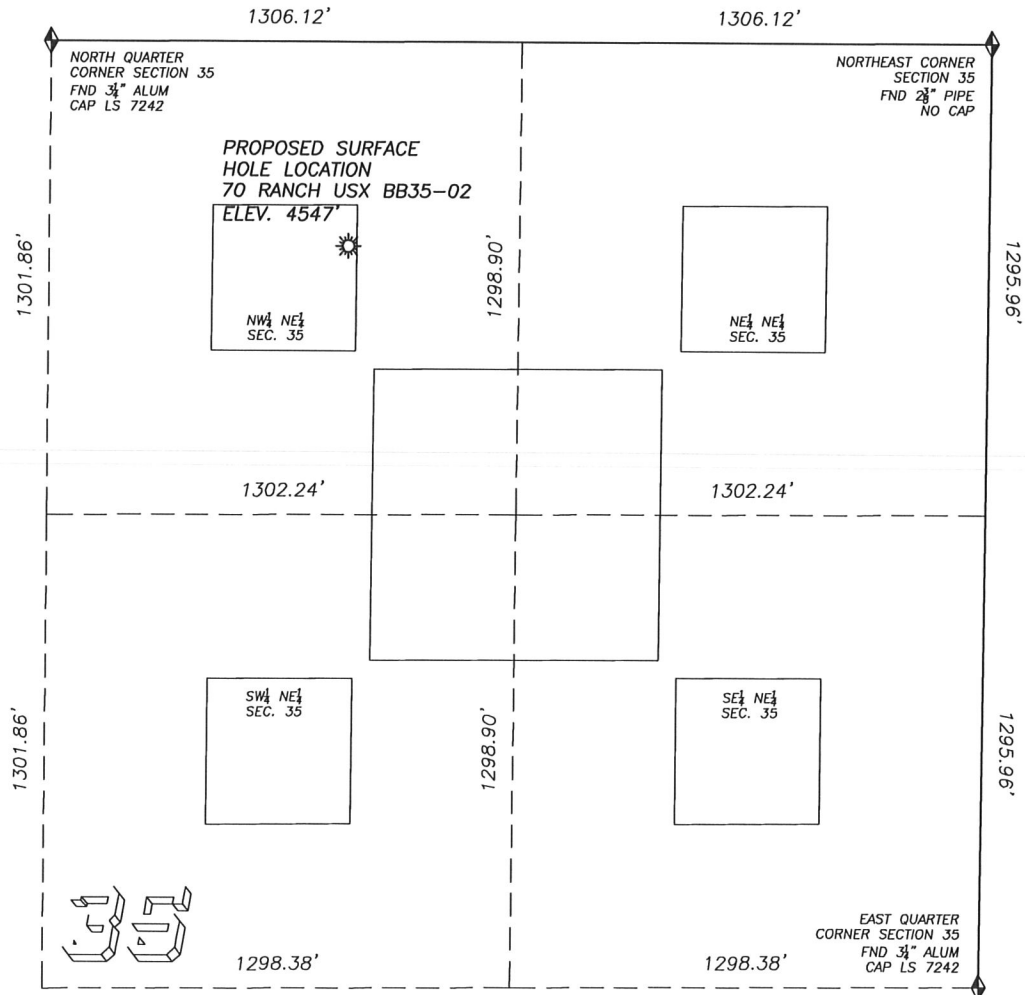 1306.12'
1306.12'
NORTH QUARTER
CORNER SECTION 35
FND 3¼" ALUM
CAP LS 7242
NORTHEAST CORNER
SECTION 35
FND 2⅜" PIPE
NO CAP
PROPOSED SURFACE
HOLE LOCATION
70 RANCH USX BB35-02
ELEV. 4547'
1301.86'
1298.90'
1295.96'
NW¼ NE¼
SEC. 35
NE¼ NE¼
SEC. 35
1302.24'
1302.24'
SW¼ NE¼
SEC. 35
SE¼ NE¼
SEC. 35
1301.86'
1298.90'
1295.96'
35
EAST QUARTER
CORNER SECTION 35
FND 3¼" ALUM
CAP LS 7242
1298.38'
1298.38'